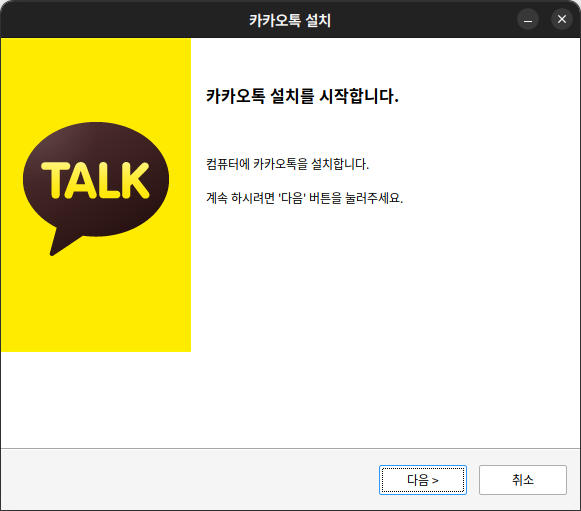 카카오톡 설치
카카오톡 설치를 시작합니다.
TALK
컴퓨터에 카카오톡을 설치합니다.
계속 하시려면 '다음' 버튼을 눌러주세요.
다음 >
취소